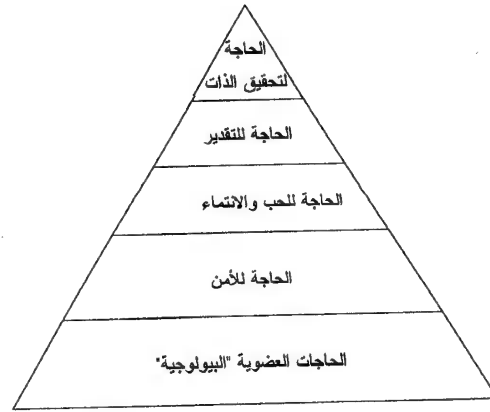 الحاجة
لتحقيق الذات
الحاجة للتقدير
الحاجة للحب والانتماء
الحاجة للأمن
الحاجات العضوية "البيولوجية"